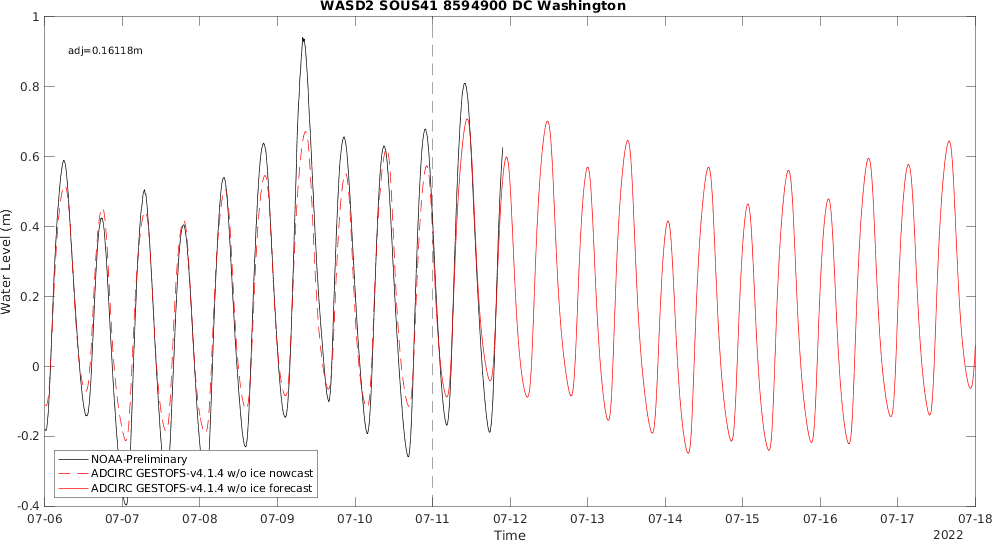 WASD2 SOUS41 8594900 DC Washington
adj=0.16118m
Water Level (m)
1
0.8
0.6
0.4
0.2
0
-0.2
-0.4
NOAA-Preliminary
ADCIRC GESTOFS-v4.1.4 w/o ice nowcast
ADCIRC GESTOFS-v4.1.4 w/o ice forecast
07-06 07-07 07-08 07-09 07-10 07-11 07-12 07-13 07-14 07-15 07-16 07-17 07-18
Time
2022